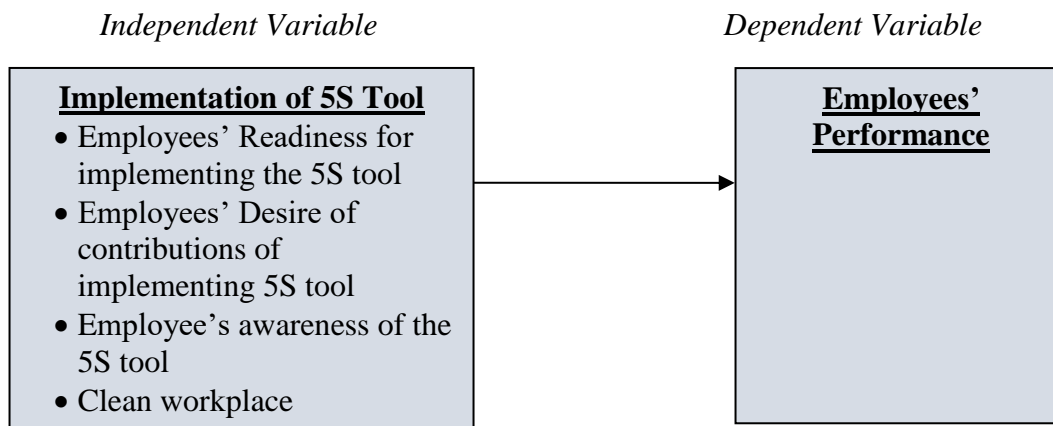 Independent Variable
Dependent Variable
Implementation of 5S Tool
• Employees’ Readiness for
implementing the 5S tool
• Employees’ Desire of
contributions of
implementing 5S tool
• Employee’s awareness of the
5S tool
• Clean workplace
Employees’
Performance